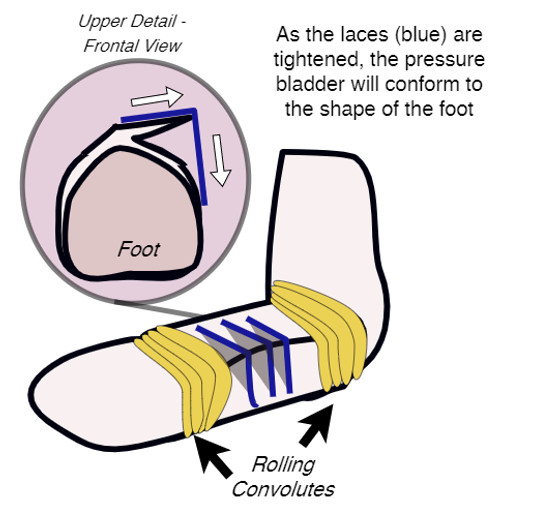 Upper Detail -
Frontal View
As the laces (blue) are
tightened, the pressure
bladder will conform to
the shape of the foot
Foot
Rolling
Convolutes